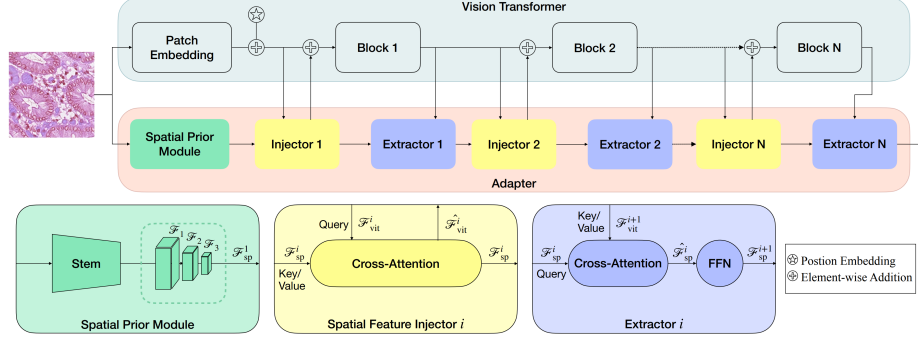 Vision Transformer
Patch
Embedding
Block 1
Block 2
Block N
Spatial Prior
Module
Injector 1
Extractor 1
Injector 2
Extractor 2
Injector N
Extractor N
Adapter
Stem
ℱ₁
ℱ₂
ℱ₃
ℱ¹sp
Spatial Prior Module
Query
ℱⁱvit
ℱ̂ⁱvit
ℱⁱsp
Key/
Value
Cross-Attention
ℱⁱsp
Spatial Feature Injector i
Key/
Value
ℱⁱ⁺¹vit
ℱⁱsp
Query
Cross-Attention
ℱ̂ⁱsp
FFN
ℱⁱ⁺¹sp
Extractor i
Postion Embedding
Element-wise Addition